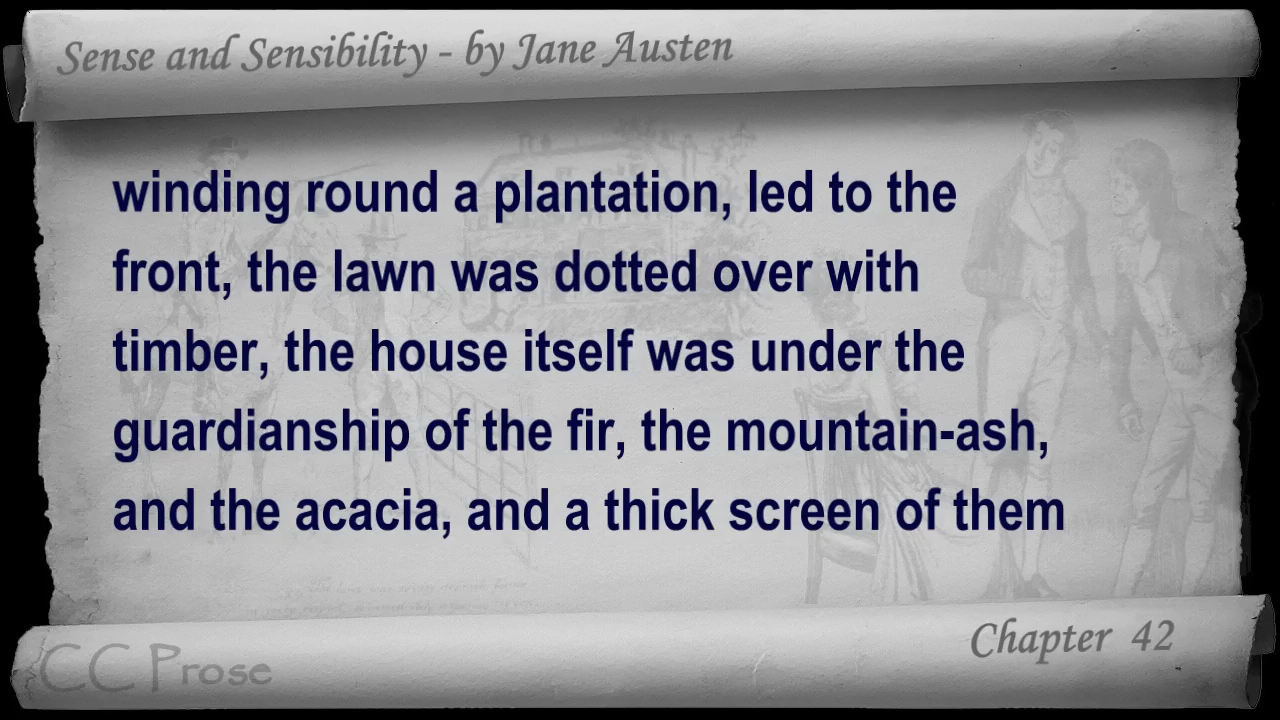 Sense and Sensibility - by Jane Austen
winding round a plantation, led to the
front, the lawn was dotted over with
timber, the house itself was under the
guardianship of the fir, the mountain-ash,
and the acacia, and a thick screen of them
Chapter 42
CC Prose